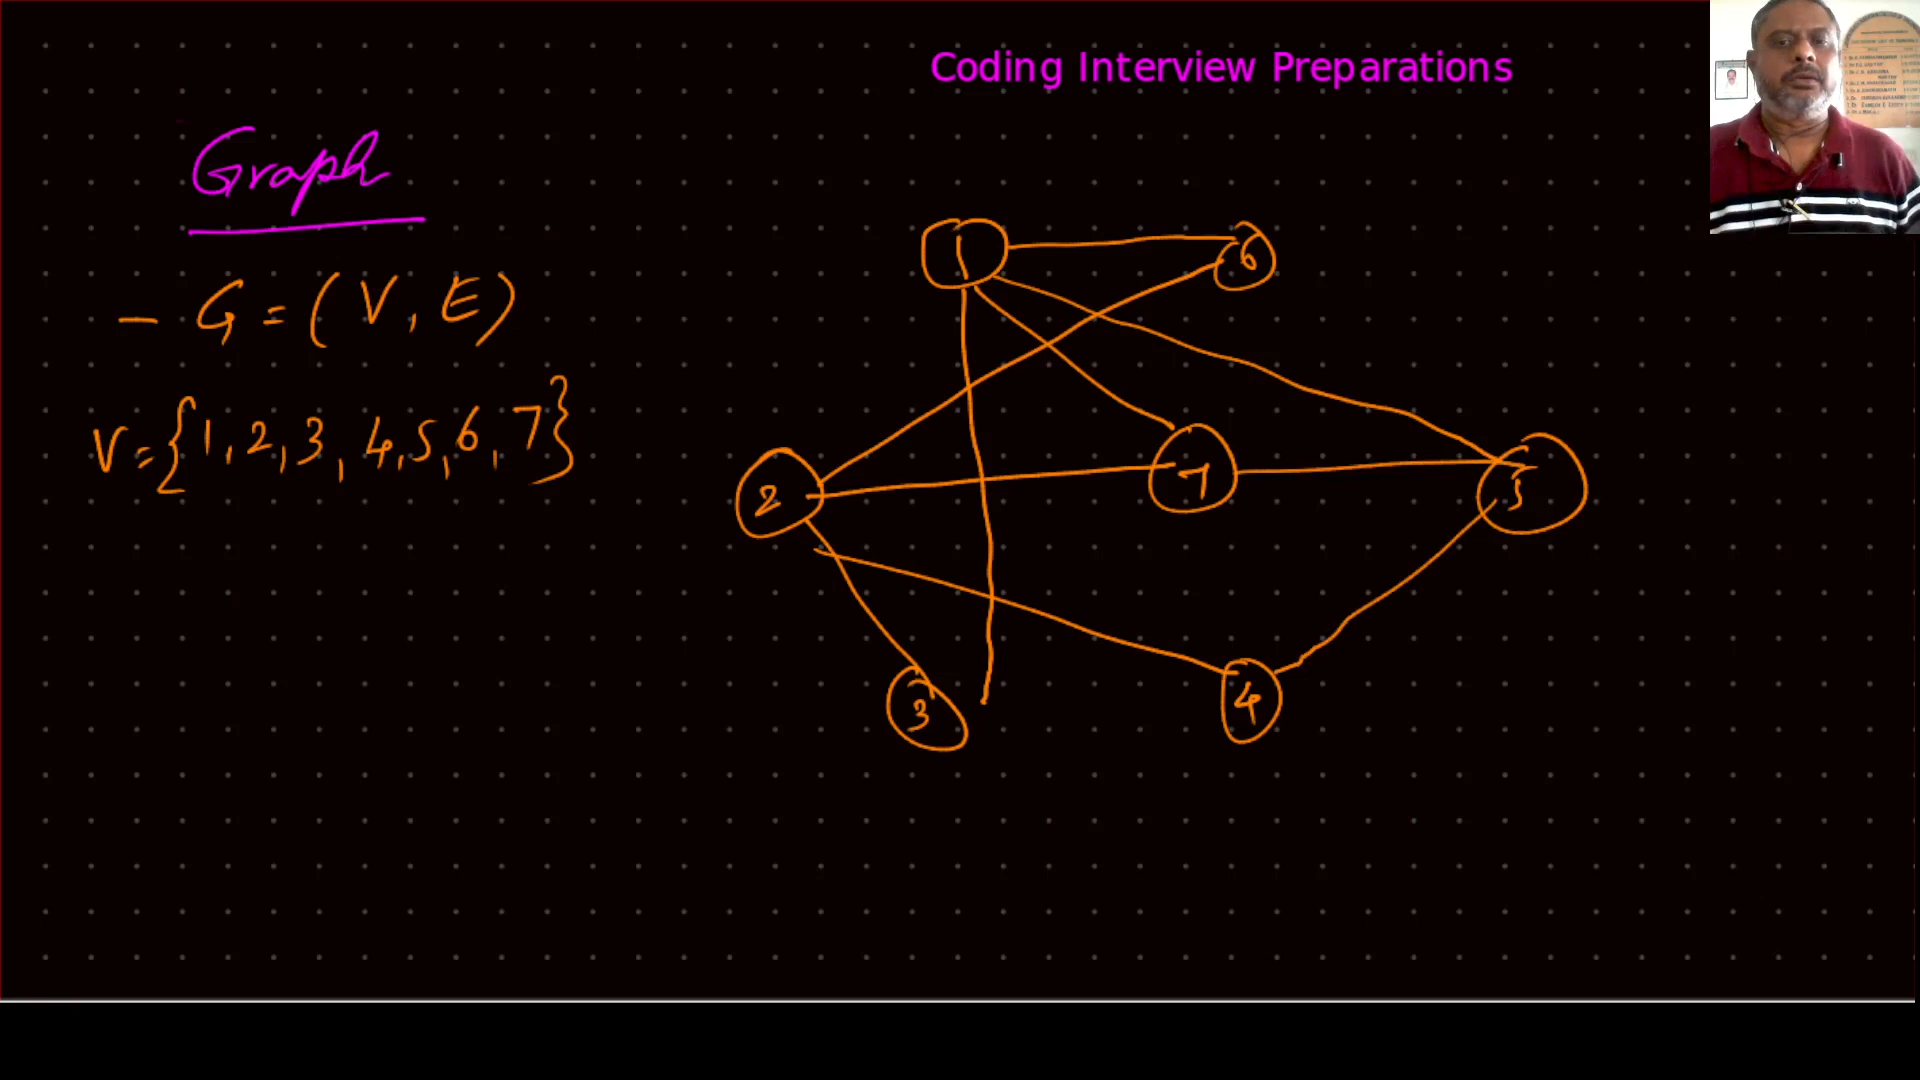 Coding Interview Preparations
Graph
- G = (V, E)
V = {1, 2, 3, 4, 5, 6, 7}
1
6
2
7
5
3
4